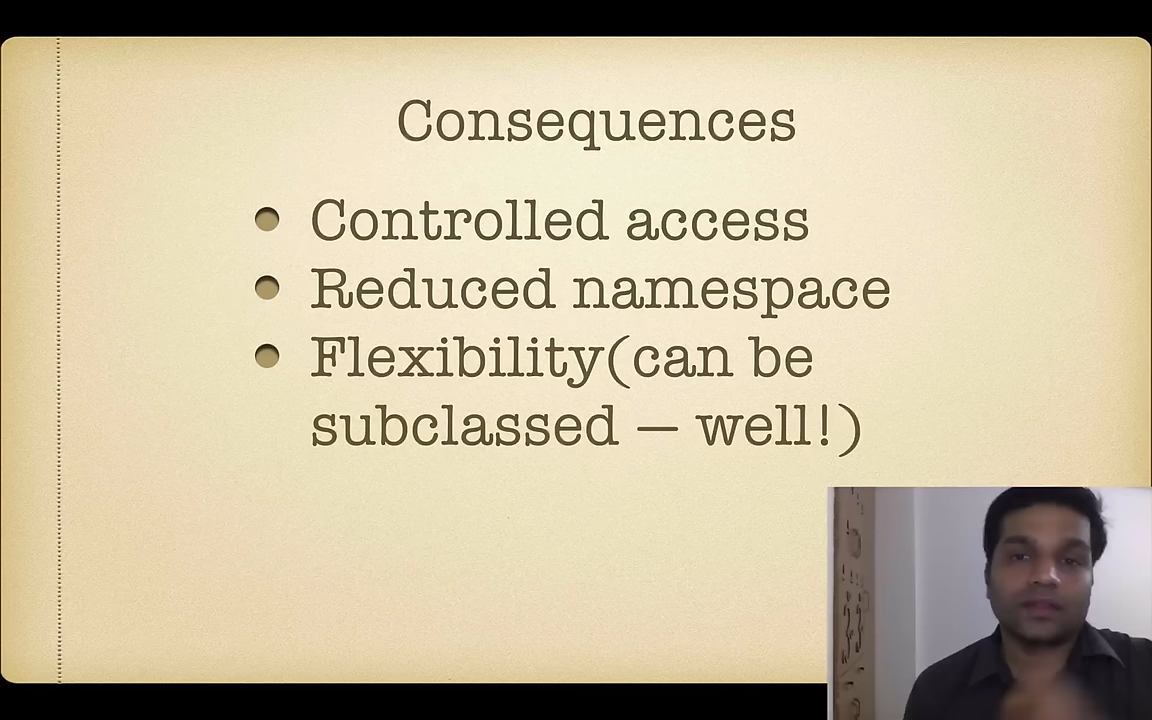 Consequences
Controlled access
Reduced namespace
Flexibility(can be
subclassed — well!)